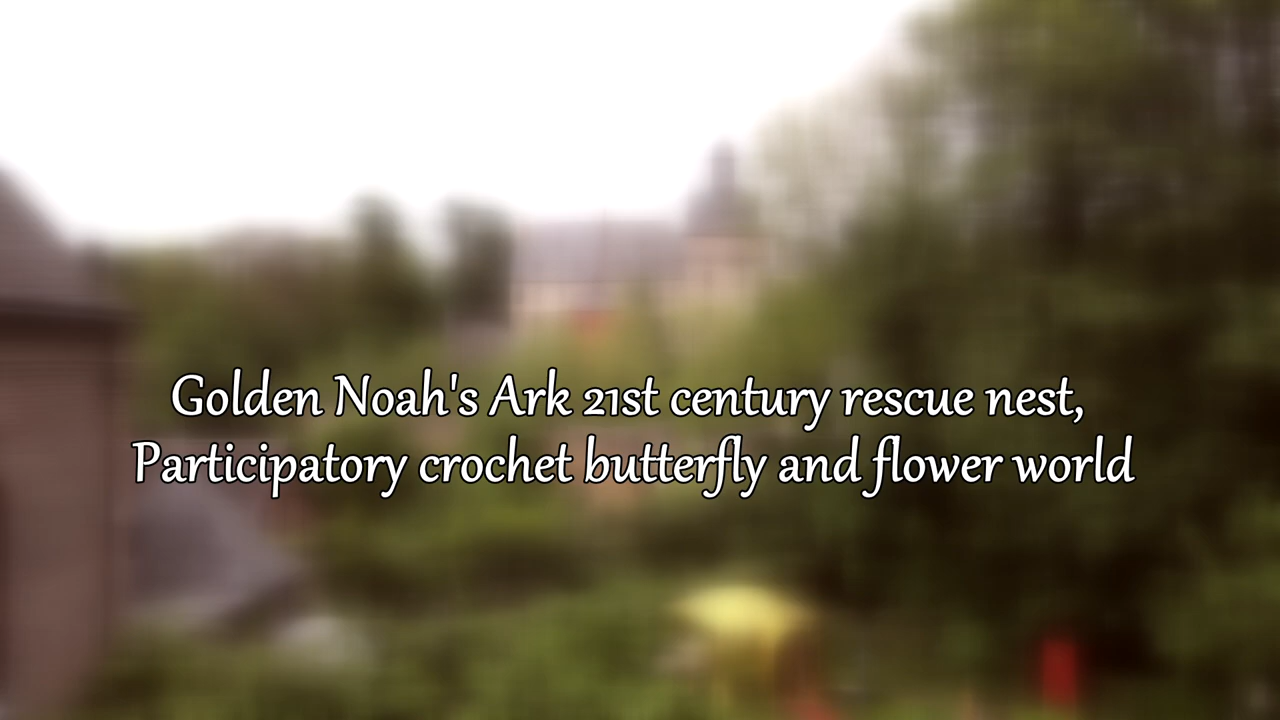 Golden Noah's Ark 21st century rescue nest,
Participatory crochet butterfly and flower world